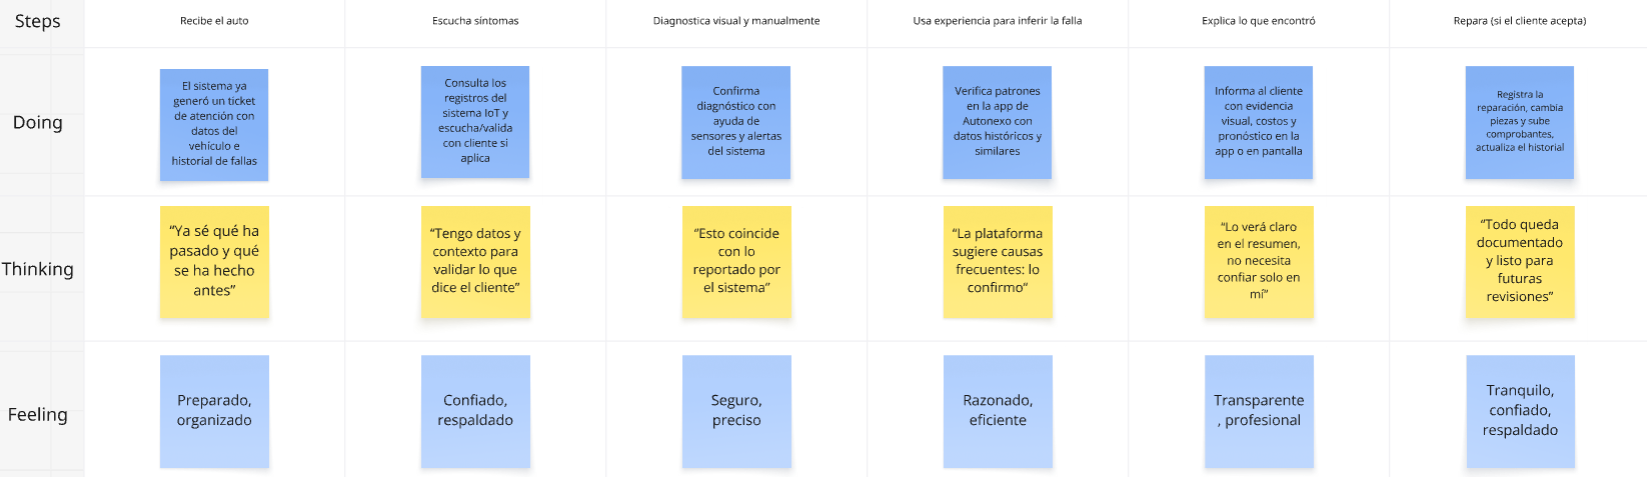 Steps
Recibe el auto
Escucha síntomas
Diagnostica visual y manualmente
Usa experiencia para inferir la falla
Explica lo que encontró
Repara (si el cliente acepta)
Doing
El sistema ya
generó un ticket
de atención con
datos del
vehículo e
historial de fallas
Consulta los
registros del
sistema IoT y
escucha/valida
con cliente si
aplica
Confirma
diagnóstico con
ayuda de
sensores y alertas
del sistema
Verifica patrones
en la app de
Autonexo con
datos históricos y
similares
Informa al cliente
con evidencia
visual, costos y
pronóstico en la
app o en pantalla
Registra la
reparación, cambia
piezas y sube
comprobantes,
actualiza el historial
Thinking
“Ya sé qué ha
pasado y qué
se ha hecho
antes”
“Tengo datos y
contexto para
validar lo que
dice el cliente”
“Esto coincide
con lo
reportado por
el sistema”
“La plataforma
sugiere causas
frecuentes: lo
confirmo“
“Lo verá claro
en el resumen,
no necesita
confiar solo en
mí”
“Todo queda
documentado
y listo para
futuras
revisiones”
Feeling
Preparado,
organizado
Confiado,
respaldado
Seguro,
preciso
Razonado,
eficiente
Transparente
, profesional
Tranquilo,
confiado,
respaldado